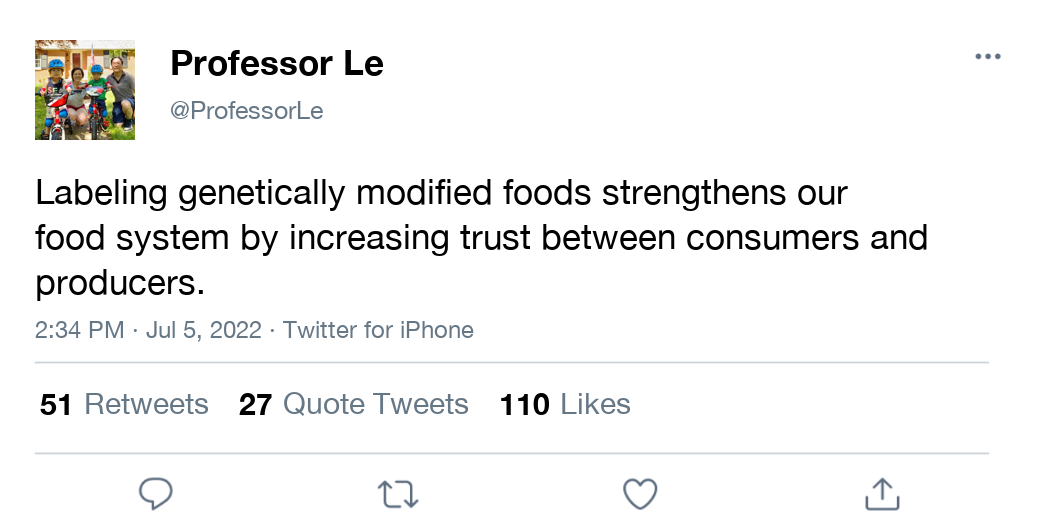 Professor Le
@ProfessorLe
Labeling genetically modified foods strengthens our
food system by increasing trust between consumers and
producers.
2:34 PM · Jul 5, 2022 · Twitter for iPhone
51 Retweets 27 Quote Tweets 110 Likes